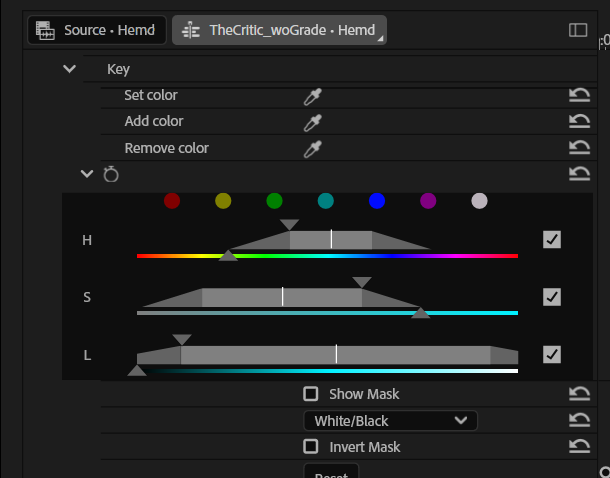 Source • Hemd
TheCritic_woGrade • Hemd
Key
Set color
Add color
Remove color
H
S
L
Show Mask
White/Black
Invert Mask
Reset